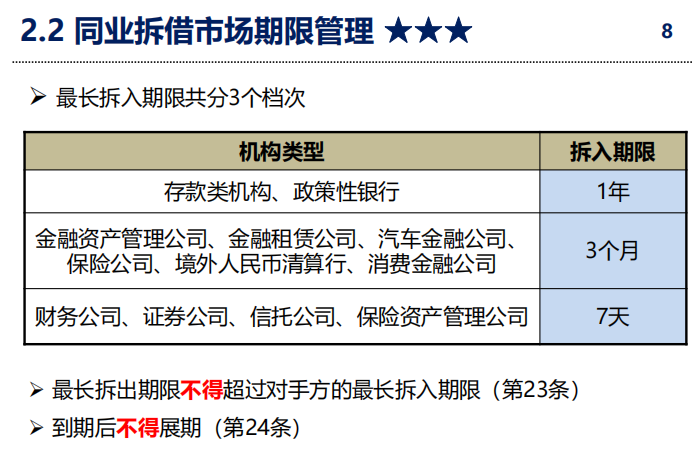 2.2 同业拆借市场期限管理 ★★★ 8
➢ 最长拆入期限共分3个档次
机构类型 拆入期限
存款类机构、政策性银行 1年
金融资产管理公司、金融租赁公司、汽车金融公司、
保险公司、境外人民币清算行、消费金融公司 3个月
财务公司、证券公司、信托公司、保险资产管理公司 7天
➢ 最长拆出期限不得超过对手方的最长拆入期限（第23条）
➢ 到期后不得展期（第24条）